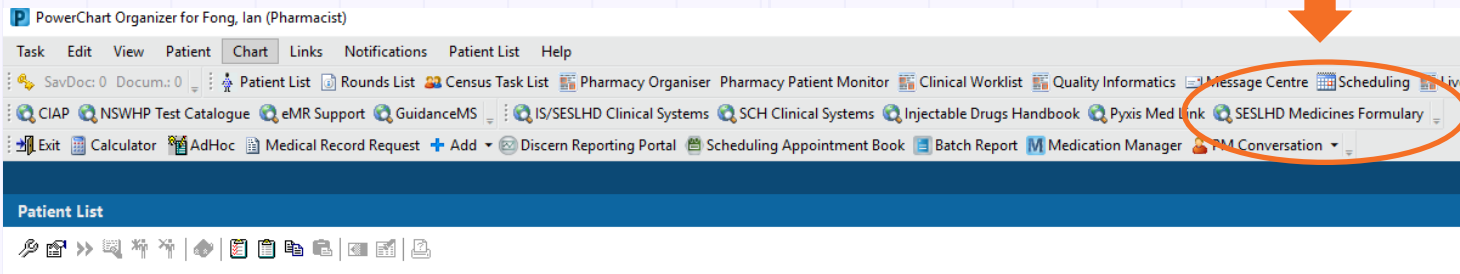 PowerChart Organizer for Fong, Ian (Pharmacist)
Task Edit View Patient Chart Links Notifications Patient List Help
SavDoc: 0 Docum.: 0 Patient List Rounds List Census Task List Pharmacy Organiser Pharmacy Patient Monitor Clinical Worklist Quality Informatics Message Centre Scheduling Liv
CIAP NSWHP Test Catalogue eMR Support GuidanceMS IS/SESLHD Clinical Systems SCH Clinical Systems Injectable Drugs Handbook Pyxis Med Link SESLHD Medicines Formulary
Exit Calculator AdHoc Medical Record Request Add Discern Reporting Portal Scheduling Appointment Book Batch Report Medication Manager PM Conversation
Patient List